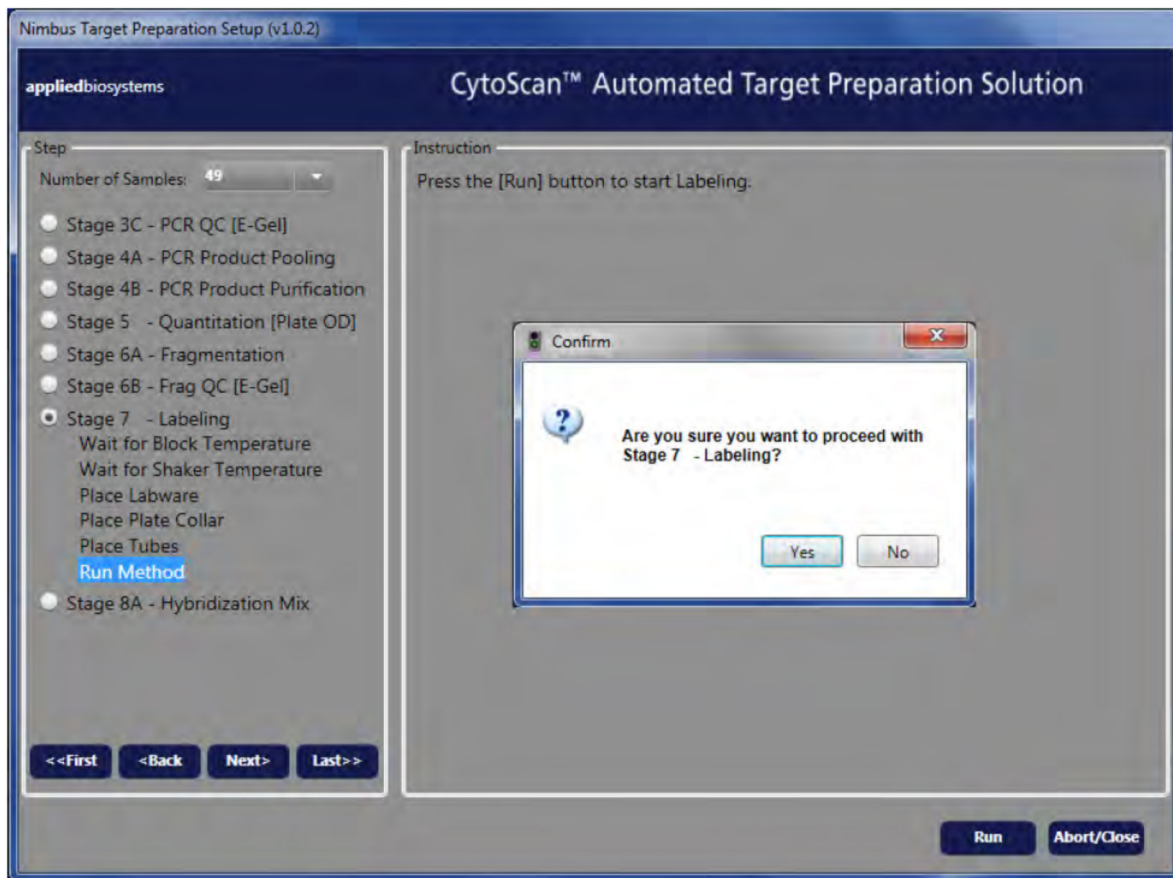 Nimbus Target Preparation Setup (v1.0.2)
appliedbiosystems
CytoScan™ Automated Target Preparation Solution
Step
Number of Samples: 49
Stage 3C - PCR QC [E-Gel]
Stage 4A - PCR Product Pooling
Stage 4B - PCR Product Purification
Stage 5 - Quantitation [Plate OD]
Stage 6A - Fragmentation
Stage 6B - Frag QC [E-Gel]
Stage 7 - Labeling
Wait for Block Temperature
Wait for Shaker Temperature
Place Labware
Place Plate Collar
Place Tubes
Run Method
Stage 8A - Hybridization Mix
<<First <Back Next> Last>>
Instruction
Press the [Run] button to start Labeling.
Confirm
Are you sure you want to proceed with
Stage 7 - Labeling?
Yes No
Run Abort/Close